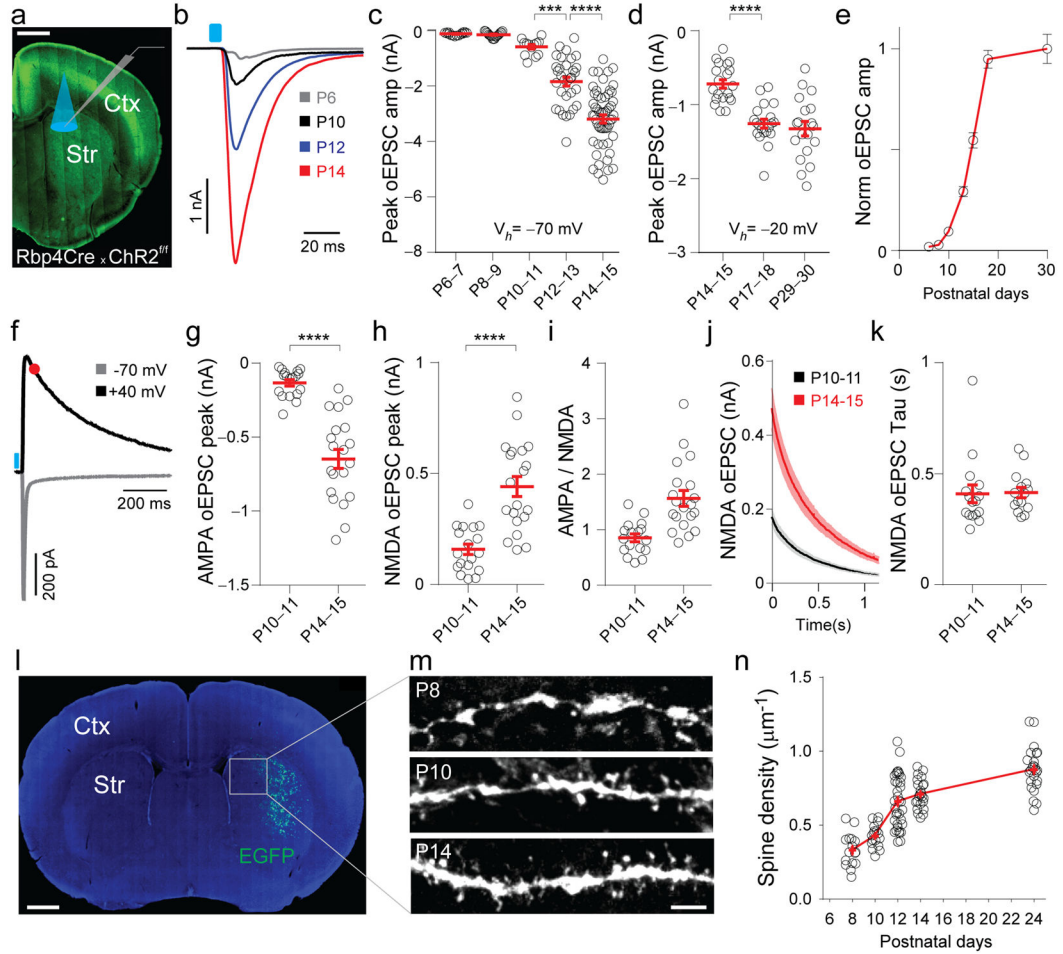 a
Ctx
Str
Rbp4Cre x ChR2f/f
b
P6
P10
P12
P14
1 nA
20 ms
c
***
****
Peak oEPSC amp (nA)
0
−2
−4
−6
−8
Vh= −70 mV
P6–7
P8–9
P10–11
P12–13
P14–15
d
****
Peak oEPSC amp (nA)
0
−1
−2
−3
Vh= −20 mV
P14–15
P17–18
P29–30
e
Norm oEPSC amp
1
0.5
0
0
10
20
30
Postnatal days
f
-70 mV
+40 mV
200 ms
200 pA
g
****
AMPA oEPSC peak (nA)
0
−0.5
−1
−1.5
P10–11
P14–15
h
****
NMDA oEPSC peak (nA)
1
0.5
0
P10–11
P14–15
i
AMPA / NMDA
4
3
2
1
0
P10–11
P14–15
j
P10-11
P14-15
NMDA oEPSC (nA)
0.6
0.4
0.2
0
0
0.5
1
Time(s)
k
NMDA oEPSC Tau (s)
1
0.5
0
P10–11
P14–15
l
Ctx
Str
EGFP
m
P8
P10
P14
n
Spine density (µm-1)
1.5
1.0
0.5
0.0
6 8 10 12 14 16 18 20 22 24
Postnatal days